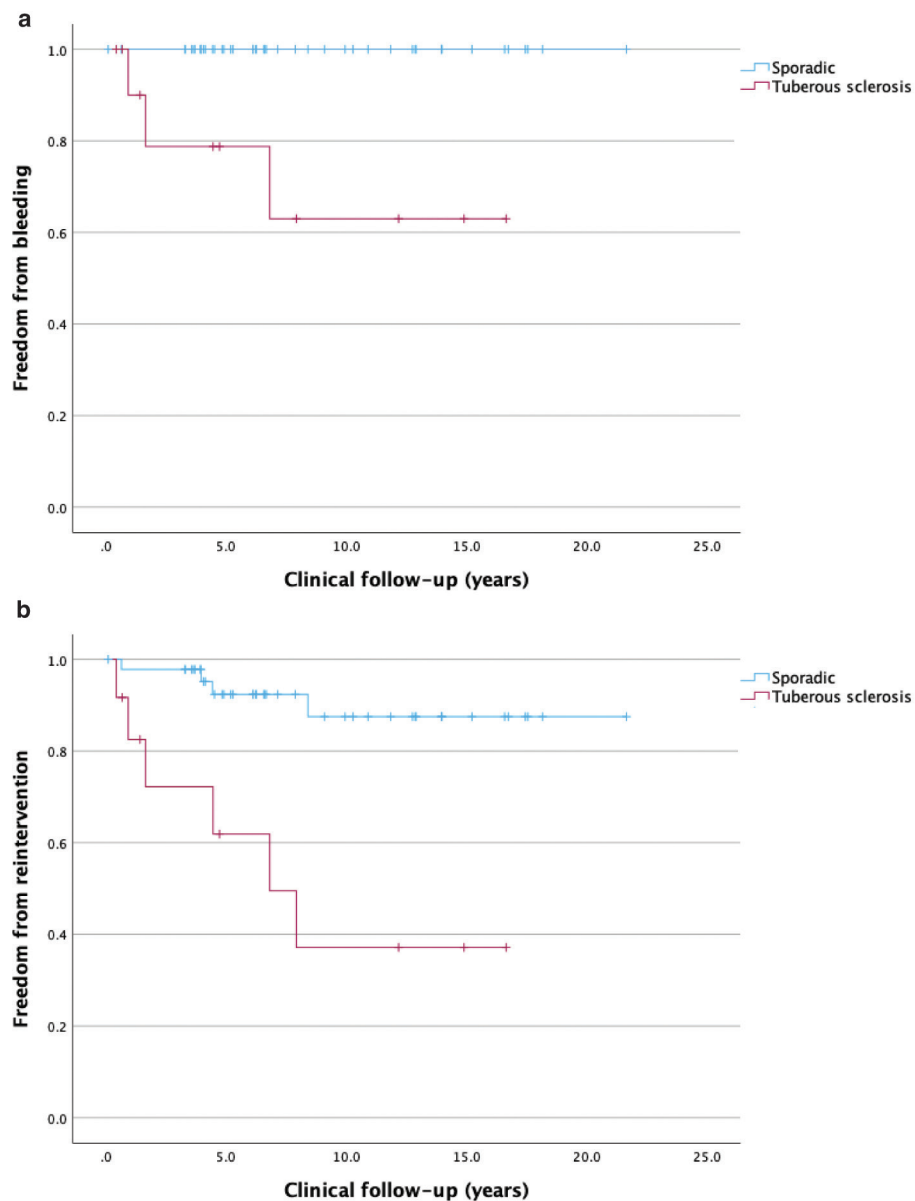 a
1.0
0.8
0.6
0.4
0.2
0.0
Freedom from bleeding
.0 5.0 10.0 15.0 20.0 25.0
Clinical follow-up (years)
Sporadic
Tuberous sclerosis
b
1.0
0.8
0.6
0.4
0.2
0.0
Freedom from reintervention
.0 5.0 10.0 15.0 20.0 25.0
Clinical follow-up (years)
Sporadic
Tuberous sclerosis